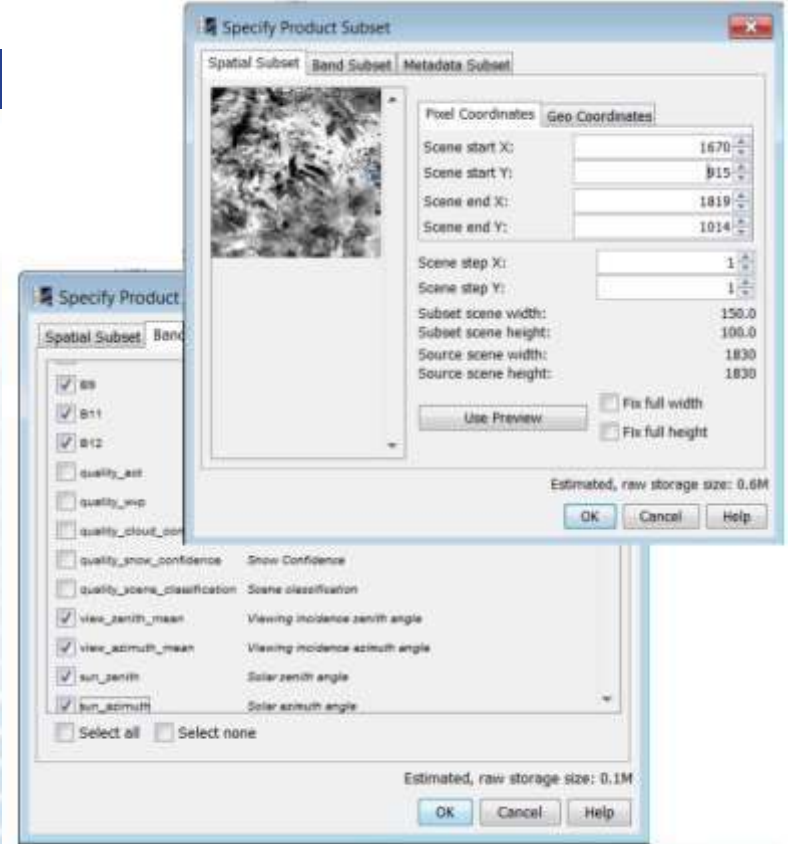 Specify Product Subset
Spatial Subset Band Subset Metadata Subset
Pixel Coordinates Geo Coordinates
Scene start X: 1670
Scene start Y: 915
Scene end X: 1819
Scene end Y: 1014
Scene step X: 1
Scene step Y: 1
Subset scene width: 150.0
Subset scene height: 100.0
Source scene width: 1830
Source scene height: 1830
Use Preview
Fix full width
Fix full height
Estimated, raw storage size: 0.6M
OK Cancel Help
Specify Product
Spatial Subset Band
B9
B11
B12
quality_aot
quality_wvp
quality_cloud_con
quality_snow_confidence Snow Confidence
quality_scene_classification Scene classification
view_zenith_mean Viewing incidence zenith angle
view_azimuth_mean Viewing incidence azimuth angle
sun_zenith Solar zenith angle
sun_azimuth Solar azimuth angle
Select all Select none
Estimated, raw storage size: 0.1M
OK Cancel Help